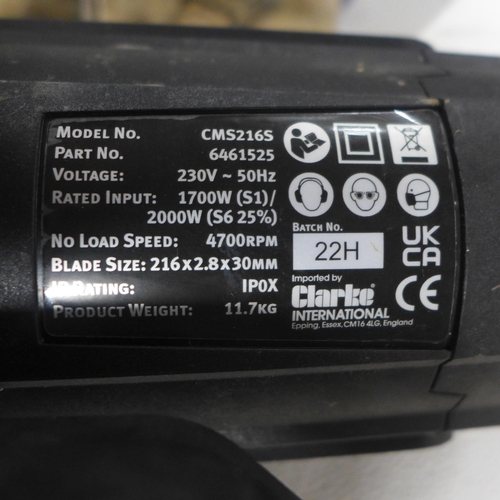 MODEL NO. CMS216S
PART NO. 6461525
VOLTAGE: 230V ~ 50Hz
RATED INPUT: 1700W (S1)/
2000W (S6 25%)
NO LOAD SPEED: 4700RPM
BLADE SIZE: 216x2.8x30MM
IP RATING: IP0X
PRODUCT WEIGHT: 11.7KG
BATCH NO.
22H
UK
CA
CE
Imported by
Clarke
INTERNATIONAL
Epping, Essex, CM16 4LG, England